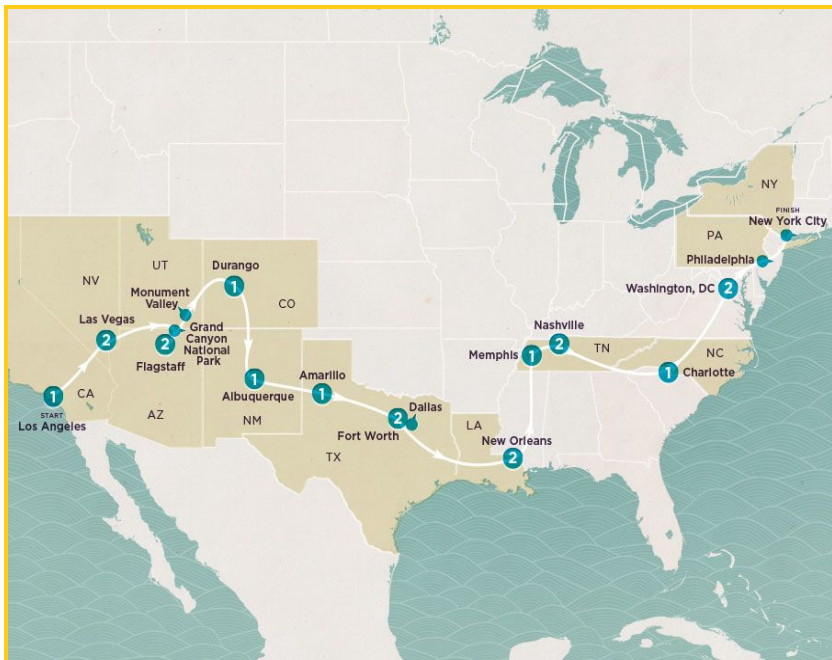 NY
FINISH
New York City
PA
Philadelphia
Washington, DC
2
NV
UT
Durango
1
CO
Monument
Valley
Las Vegas
2
Grand
Canyon
National
Park
2
Flagstaff
Nashville
2
Memphis
1
TN
NC
1
Charlotte
1
START
Los Angeles
CA
AZ
1
Albuquerque
NM
Amarillo
1
Dallas
2
Fort Worth
TX
LA
New Orleans
2